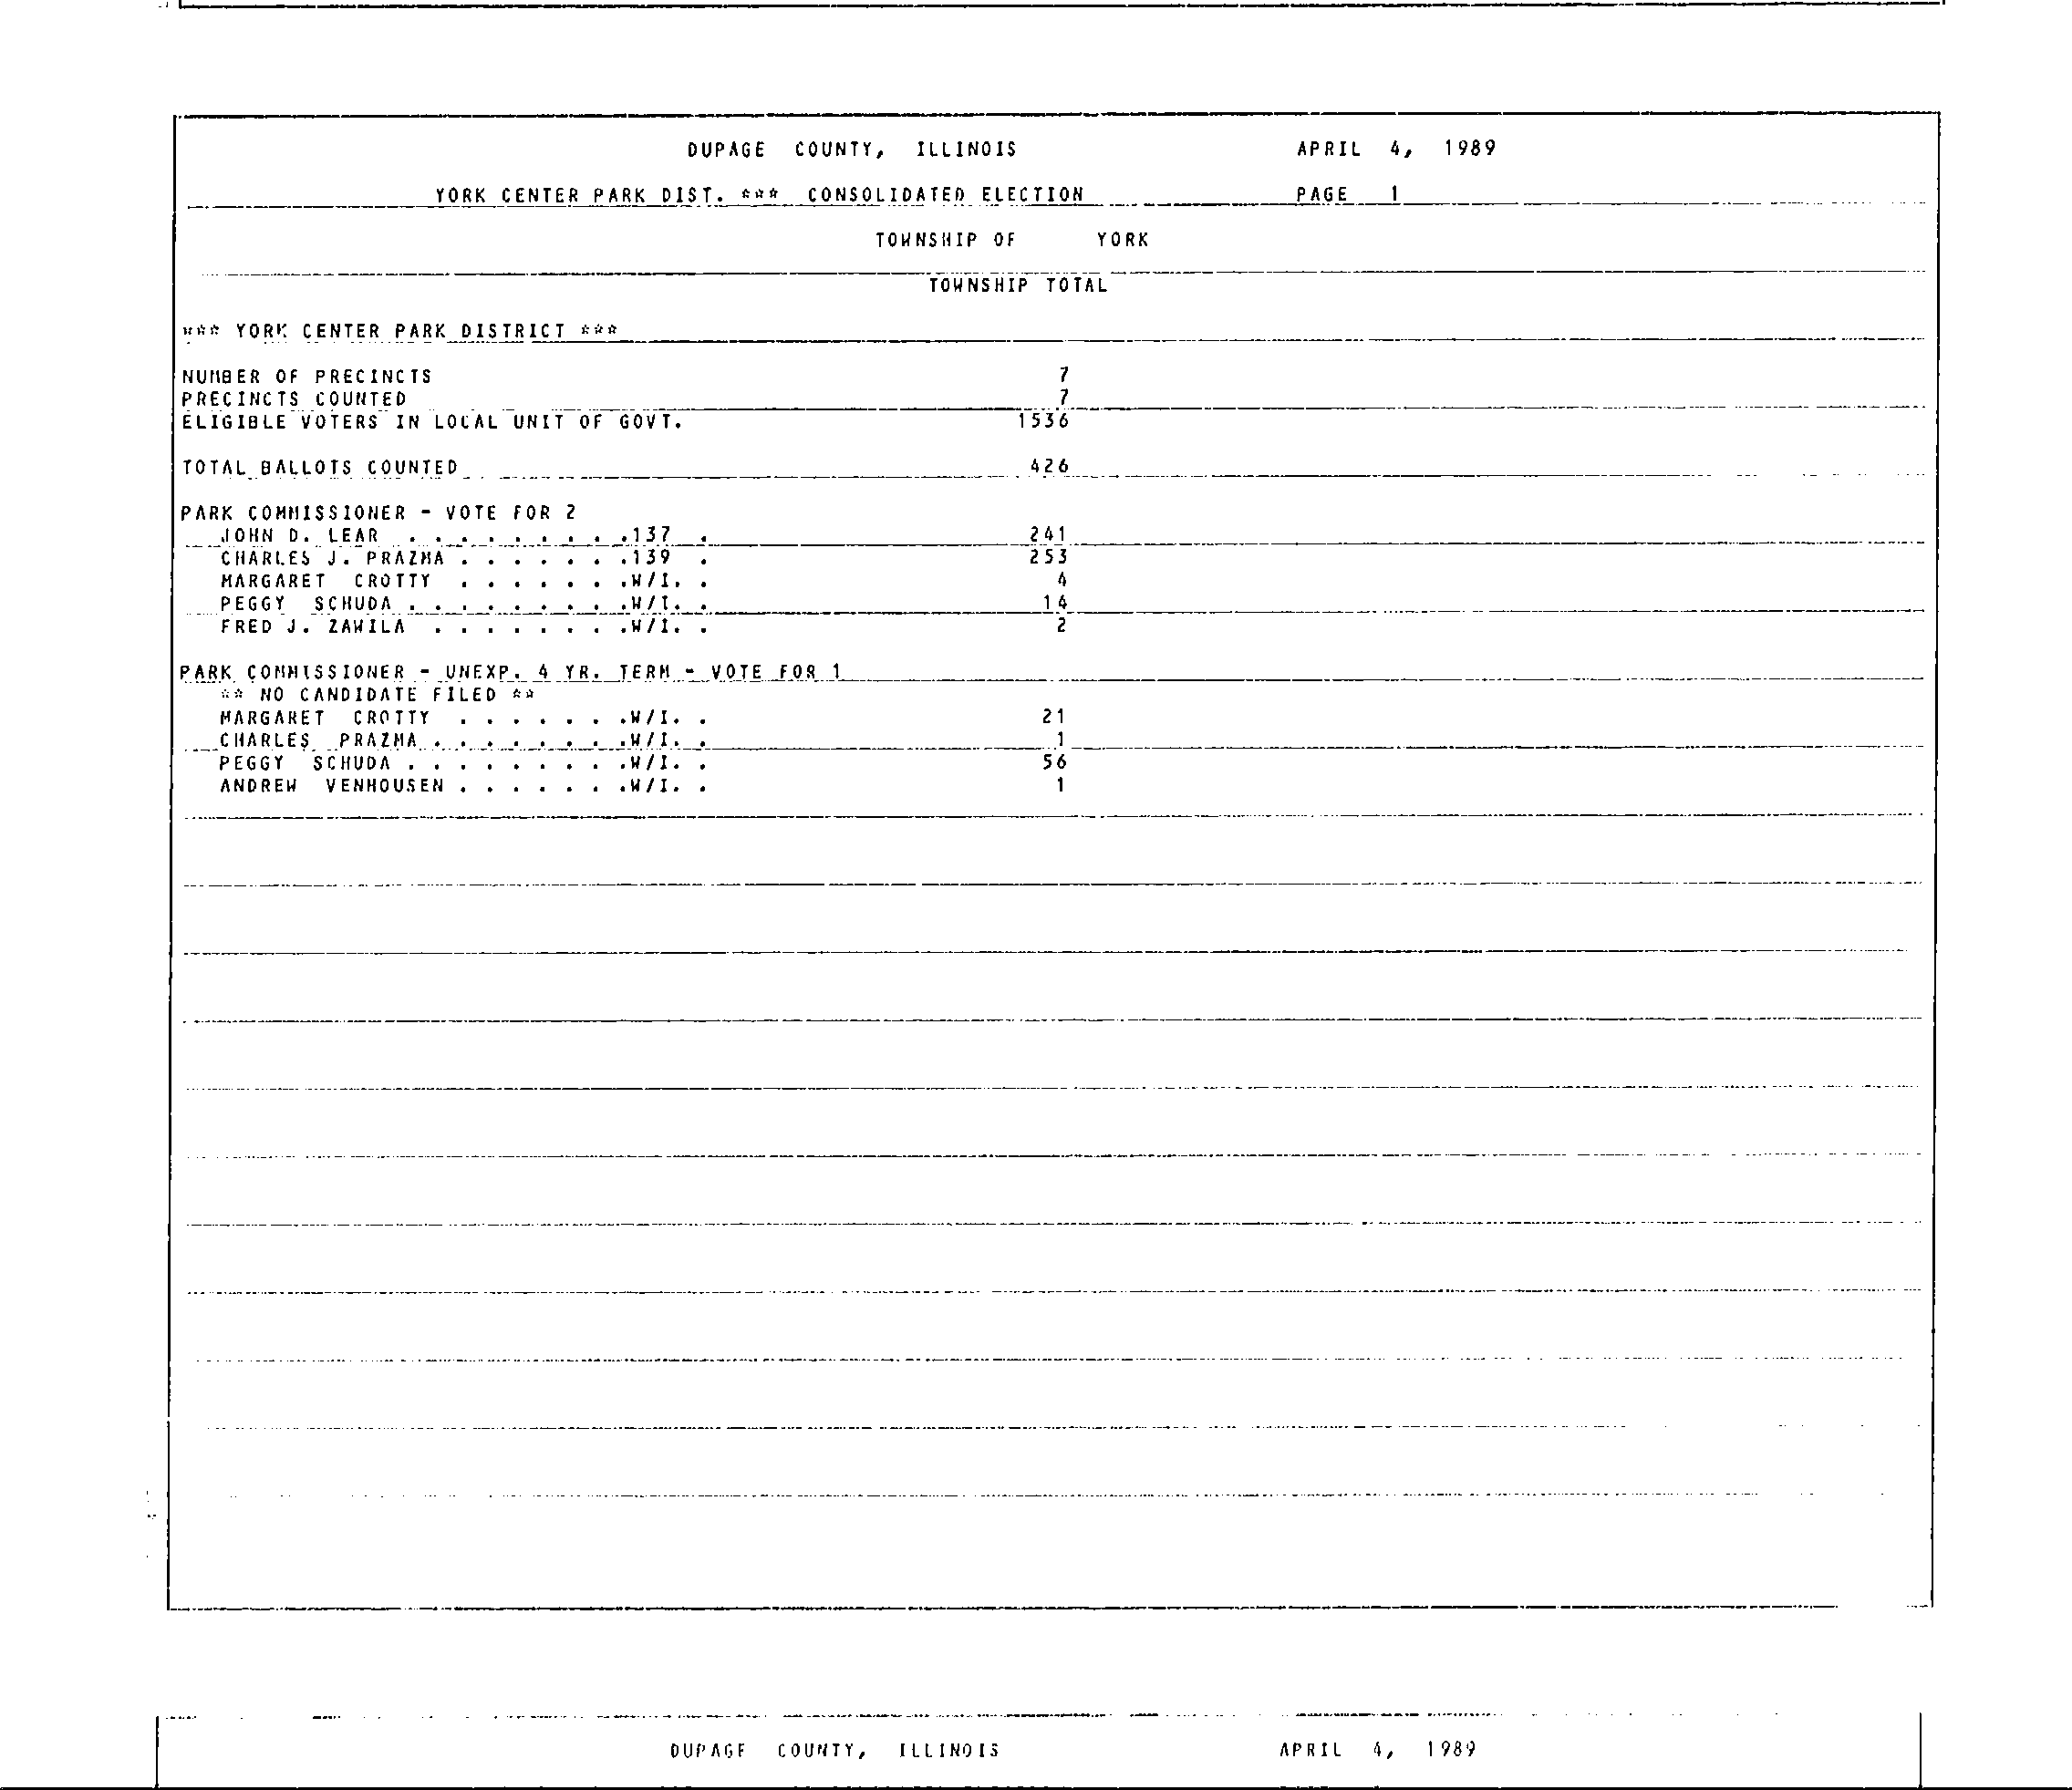 DUPAGE COUNTY, ILLINOIS APRIL 4, 1989
YORK CENTER PARK DIST. *** CONSOLIDATED ELECTION PAGE 1
TOWNSHIP OF YORK
TOWNSHIP TOTAL
*** YORK CENTER PARK DISTRICT ***
NUMBER OF PRECINCTS 7
PRECINCTS COUNTED 7
ELIGIBLE VOTERS IN LOCAL UNIT OF GOVT. 1536
TOTAL BALLOTS COUNTED 426
PARK COMMISSIONER - VOTE FOR 2
JOHN D. LEAR . . . . . . . . .137 . 241
CHARLES J. PRAZMA . . . . . . .139 . 253
MARGARET CROTTY . . . . . . .W/I. . 4
PEGGY SCHUDA . . . . . . . . .W/I. . 14
FRED J. ZAWILA . . . . . . . .W/I. . 2
PARK COMMISSIONER - UNEXP. 4 YR. TERM - VOTE FOR 1
** NO CANDIDATE FILED **
MARGARET CROTTY . . . . . . .W/I. . 21
CHARLES PRAZMA . . . . . . . .W/I. . 1
PEGGY SCHUDA . . . . . . . . .W/I. . 56
ANDREW VENHOUSEN . . . . . . .W/I. . 1
DUPAGE COUNTY, ILLINOIS APRIL 4, 1989